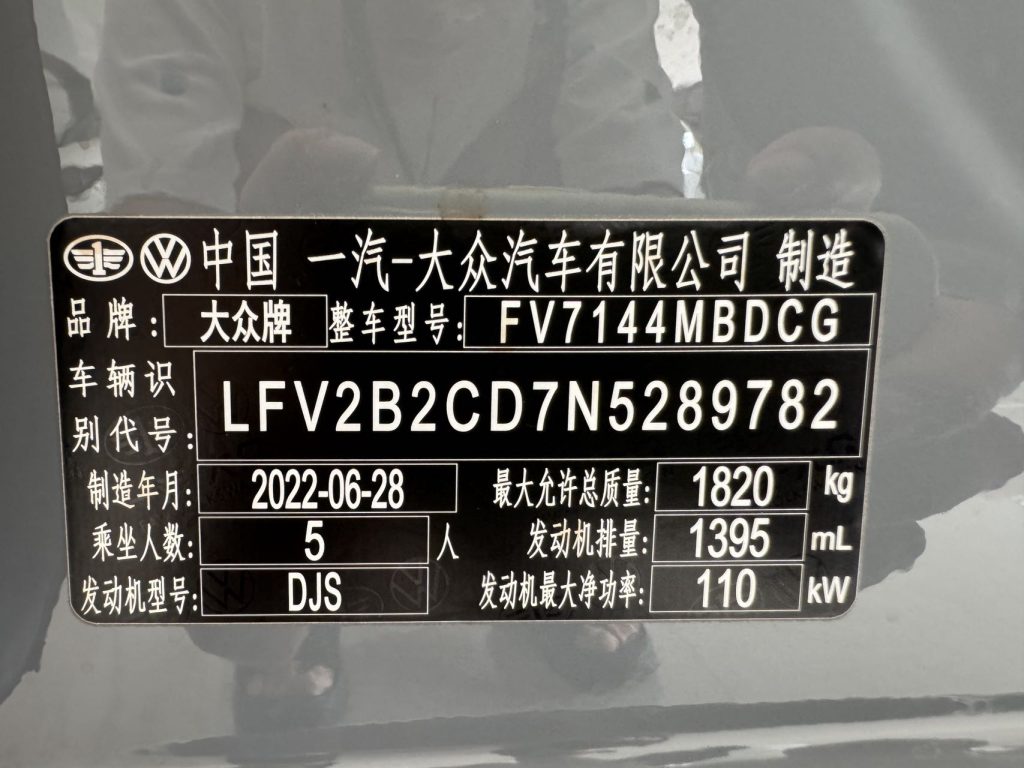 中国 一汽-大众汽车有限公司 制造
品牌: 大众牌 整车型号: FV7144MBDCG
车辆识别代号: LFV2B2CD7N5289782
制造年月: 2022-06-28 最大允许总质量: 1820 kg
乘坐人数: 5 人 发动机排量: 1395 mL
发动机型号: DJS 发动机最大净功率: 110 kW